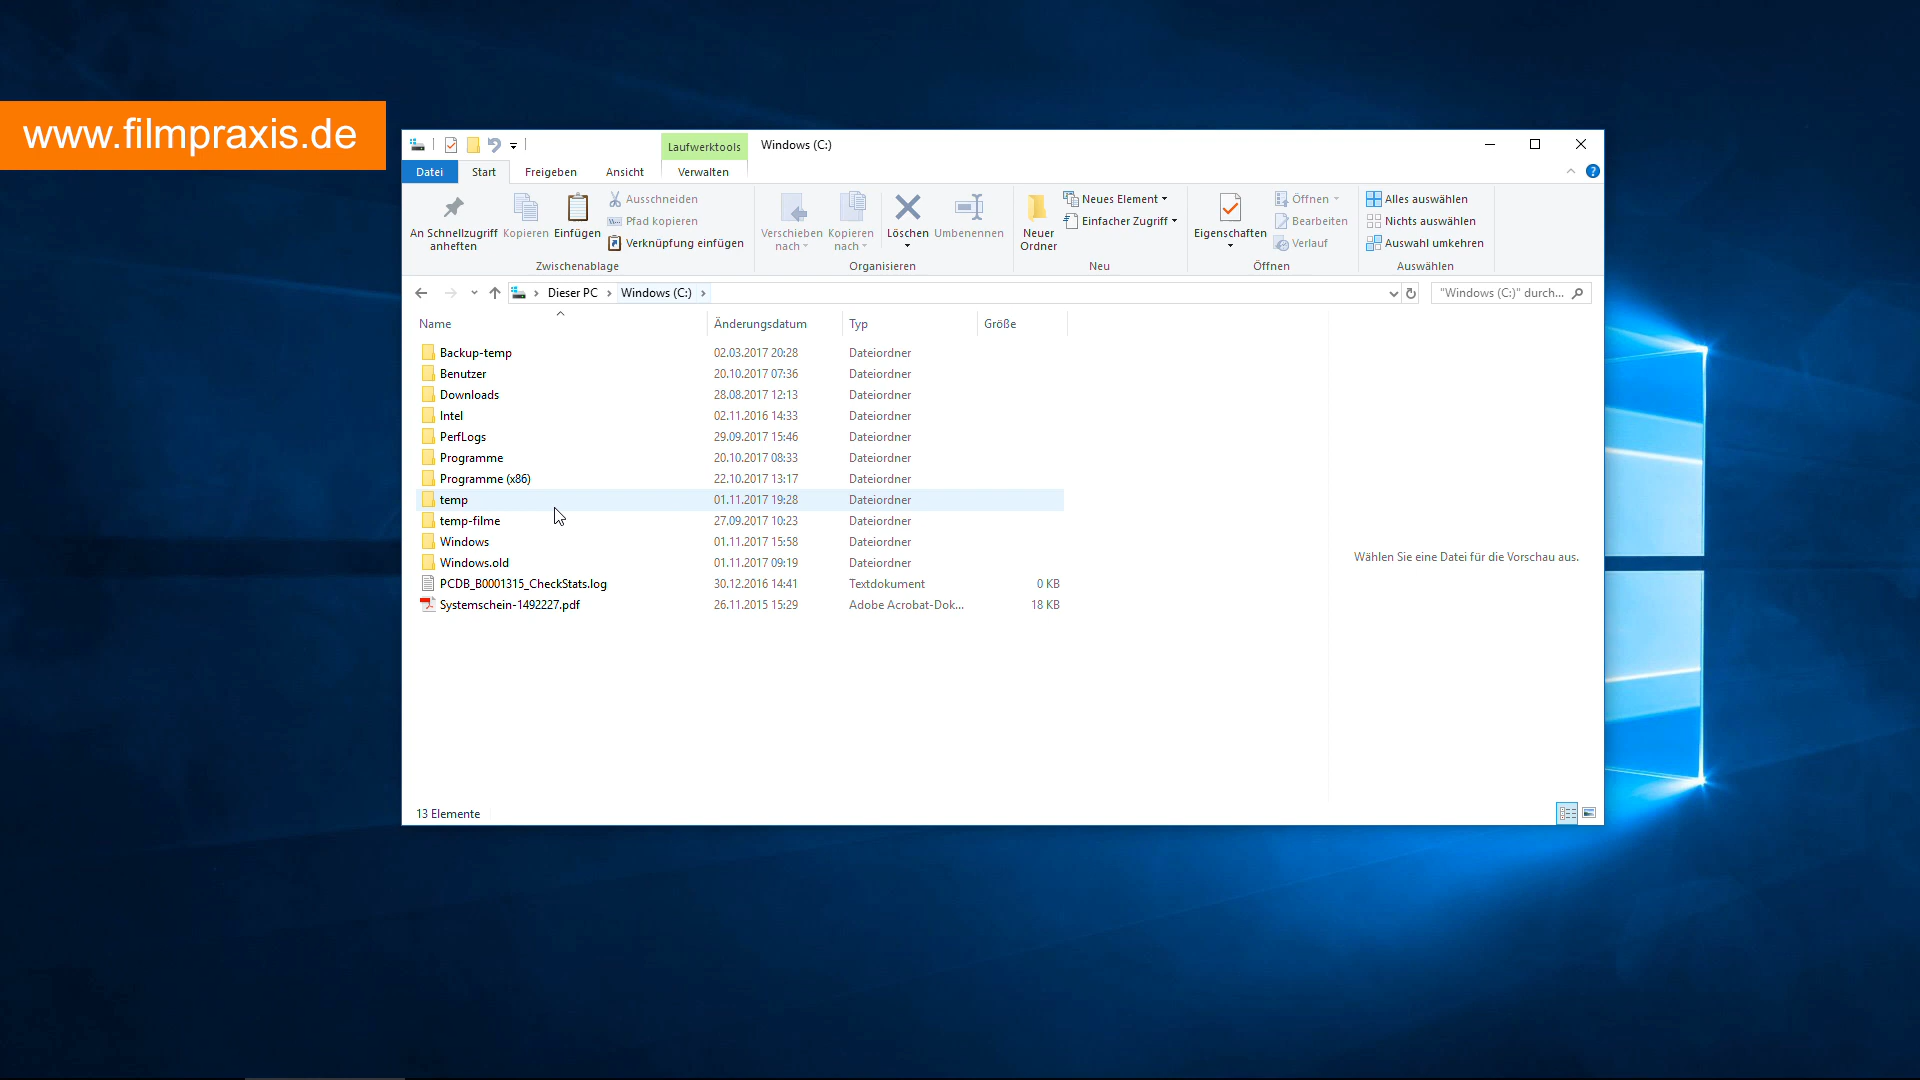 www.filmpraxis.de
Laufwerktools
Windows (C:)
Datei
Start
Freigeben
Ansicht
Verwalten
An Schnellzugriff anheften
Kopieren
Einfügen
Ausschneiden
Pfad kopieren
Verknüpfung einfügen
Zwischenablage
Verschieben nach
Kopieren nach
Löschen
Umbenennen
Organisieren
Neuer Ordner
Neues Element
Einfacher Zugriff
Neu
Eigenschaften
Öffnen
Bearbeiten
Verlauf
Öffnen
Alles auswählen
Nichts auswählen
Auswahl umkehren
Auswählen
Dieser PC > Windows (C:) >
"Windows (C:)" durch...
Name Änderungsdatum Typ Größe
Backup-temp 02.03.2017 20:28 Dateiordner
Benutzer 20.10.2017 07:36 Dateiordner
Downloads 28.08.2017 12:13 Dateiordner
Intel 02.11.2016 14:33 Dateiordner
PerfLogs 29.09.2017 15:46 Dateiordner
Programme 20.10.2017 08:33 Dateiordner
Programme (x86) 22.10.2017 13:17 Dateiordner
temp 01.11.2017 19:28 Dateiordner
temp-filme 27.09.2017 10:23 Dateiordner
Windows 01.11.2017 15:58 Dateiordner
Windows.old 01.11.2017 09:19 Dateiordner
PCDB_B0001315_CheckStats.log 30.12.2016 14:41 Textdokument 0 KB
Systemschein-1492227.pdf 26.11.2015 15:29 Adobe Acrobat-Dok... 18 KB
Wählen Sie eine Datei für die Vorschau aus.
13 Elemente